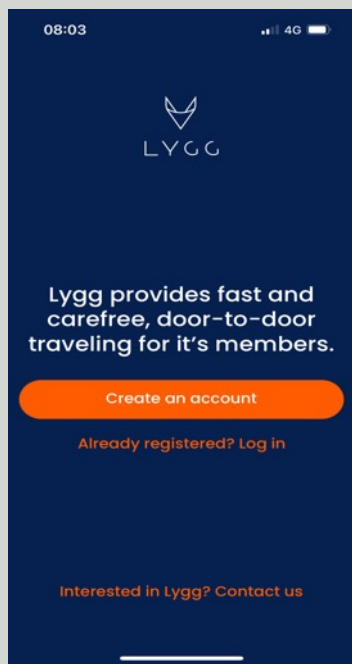 08:03 4G
LYGG
Lygg provides fast and
carefree, door-to-door
traveling for it's members.
Create an account
Already registered? Log in
Interested in Lygg? Contact us